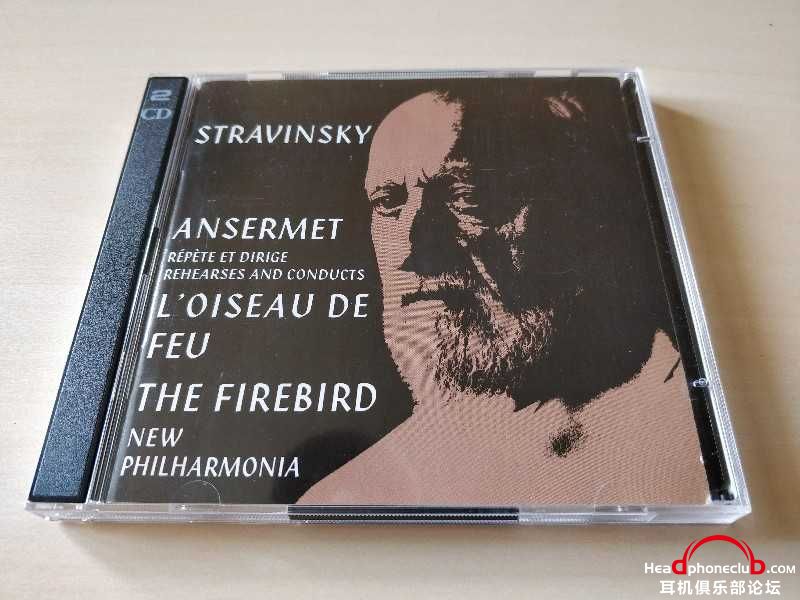 2
CD
STRAVINSKY
ANSERMET
RÉPÈTE ET DIRIGE
REHEARSES AND CONDUCTS
L'OISEAU DE
FEU
THE FIREBIRD
NEW
PHILHARMONIA
HeadphoneclubD.com
耳机俱乐部论坛